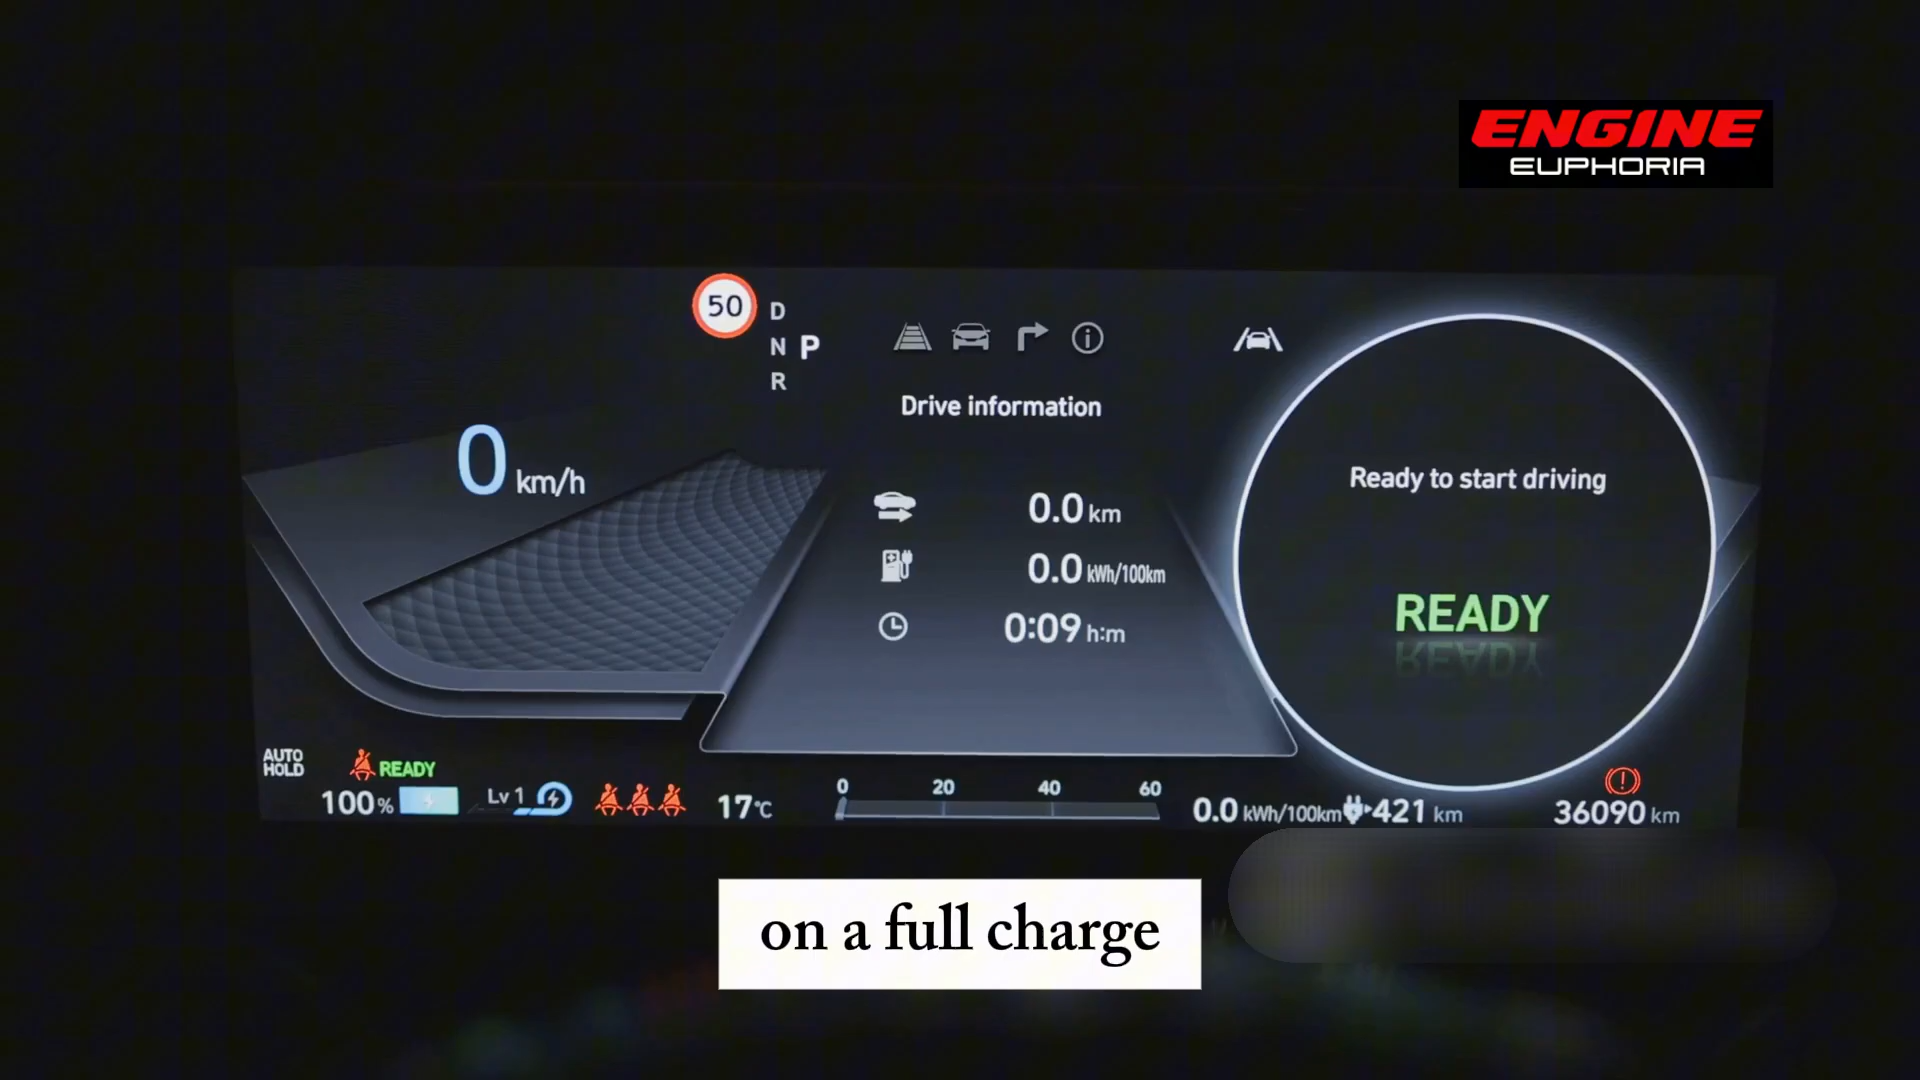 ENGINE
EUPHORIA
50
D
N P
R
Drive information
0 km/h
0.0 km
0.0 kWh/100km
0:09 h:m
Ready to start driving
READY
AUTO
HOLD
READY
100%
Lv 1
17°C
0 20 40 60
0.0 kWh/100km
421 km
36090 km
on a full charge